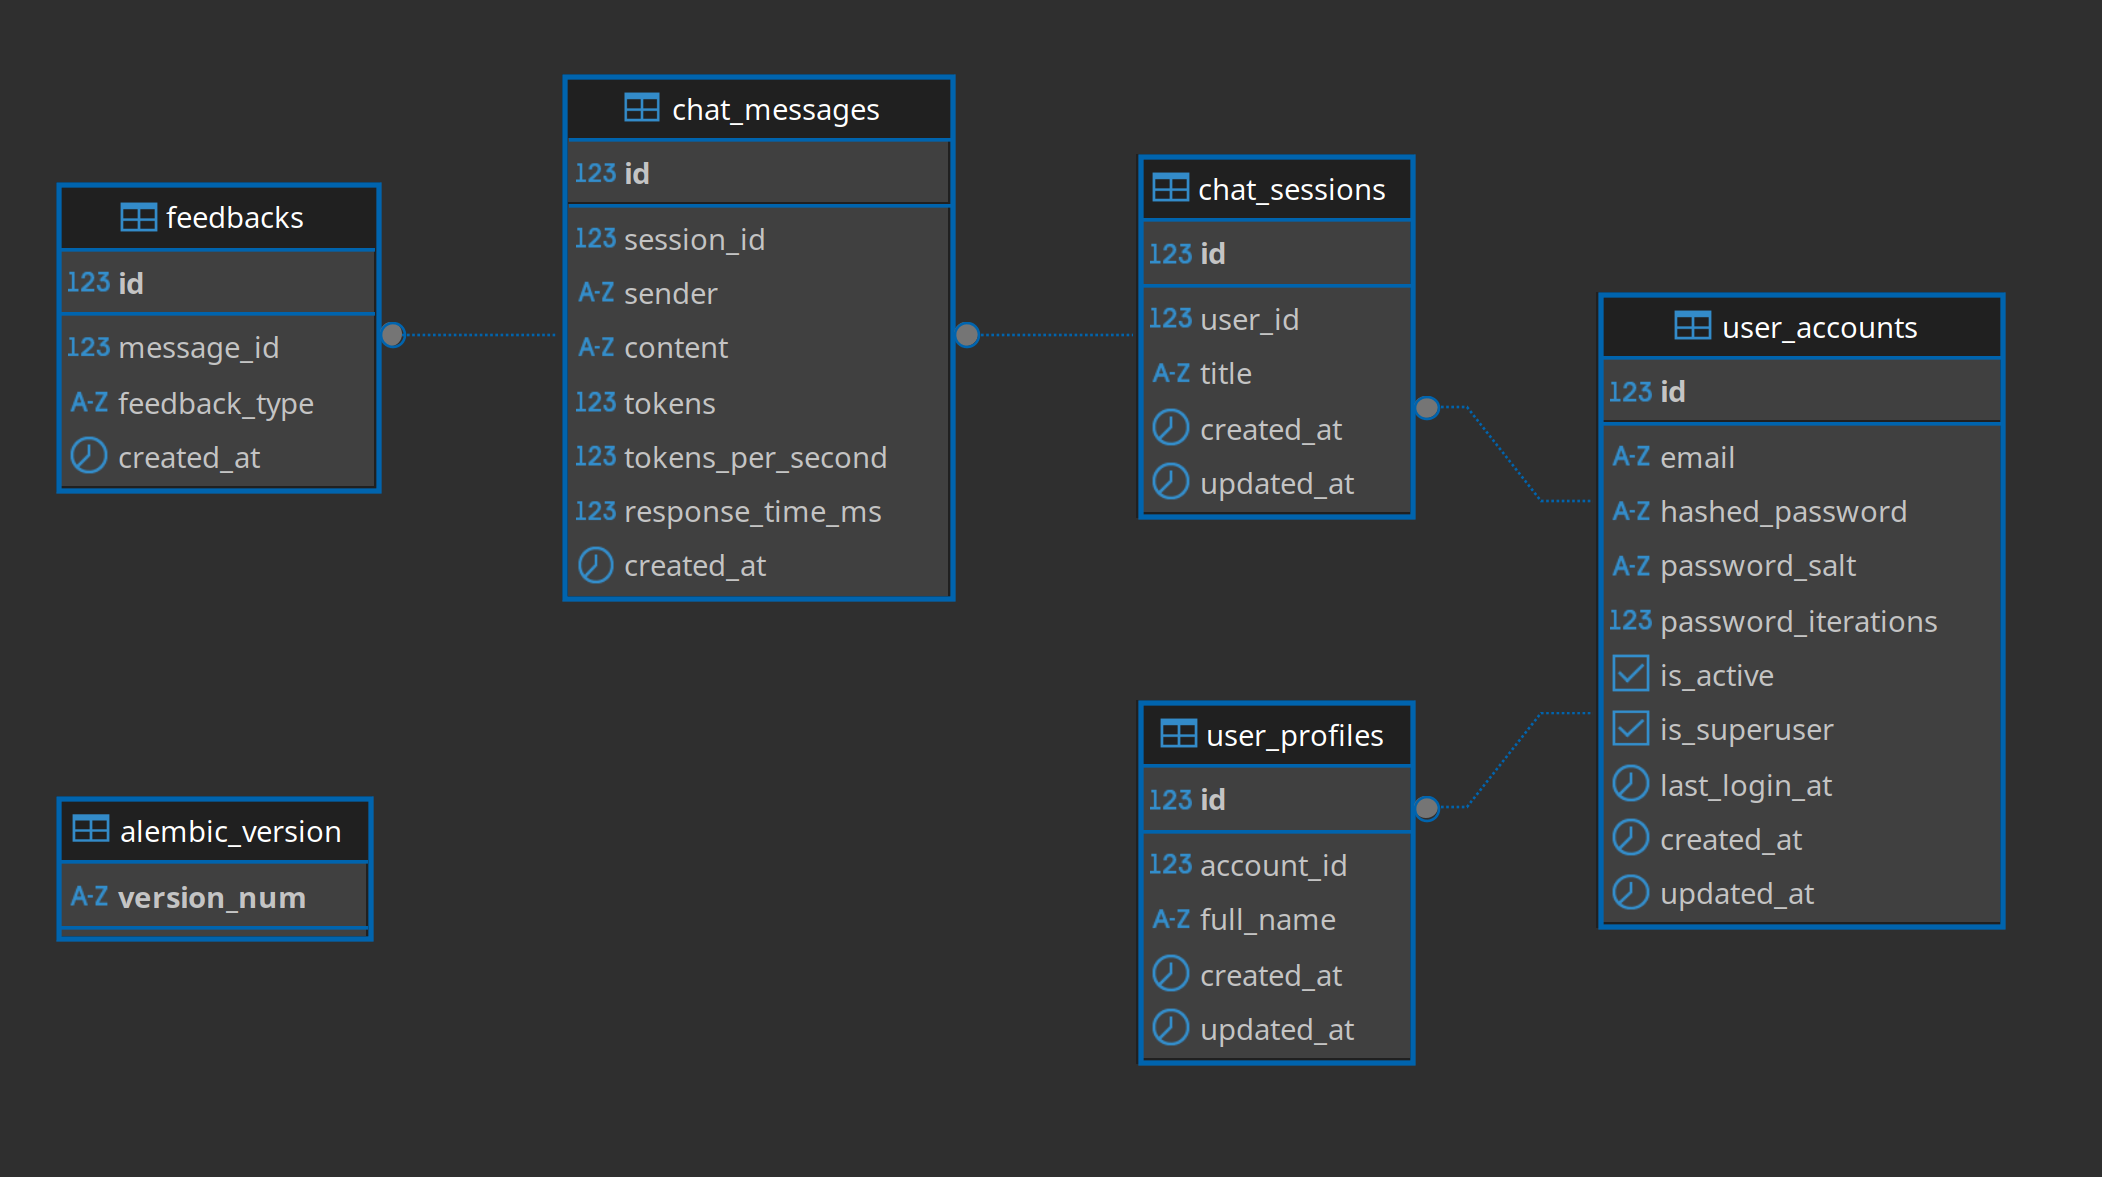 feedbacks
123 id
123 message_id
A-Z feedback_type
created_at
chat_messages
123 id
123 session_id
A-Z sender
A-Z content
123 tokens
123 tokens_per_second
123 response_time_ms
created_at
chat_sessions
123 id
123 user_id
A-Z title
created_at
updated_at
user_accounts
123 id
A-Z email
A-Z hashed_password
A-Z password_salt
123 password_iterations
is_active
is_superuser
last_login_at
created_at
updated_at
user_profiles
123 id
123 account_id
A-Z full_name
created_at
updated_at
alembic_version
A-Z version_num